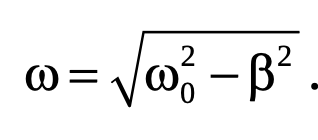 ω = √(ω₀² − β²) .